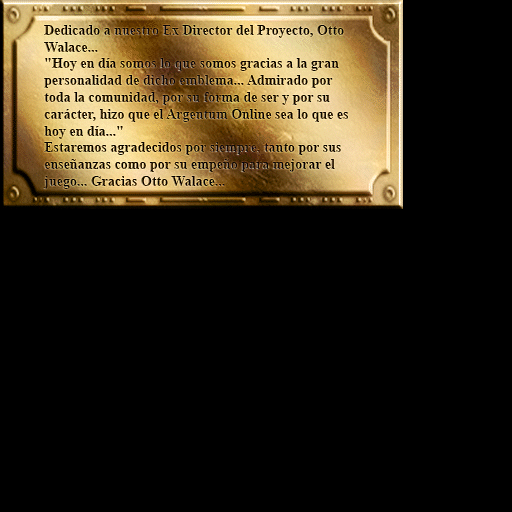 Dedicado a nuestro Ex Director del Proyecto, Otto
Walace...
"Hoy en día somos lo que somos gracias a la gran
personalidad de dicho emblema... Admirado por
toda la comunidad, por su forma de ser y por su
carácter, hizo que el Argentum Online sea lo que es
hoy en día..."
Estaremos agradecidos por siempre, tanto por sus
enseñanzas como por su empeño para mejorar el
juego... Gracias Otto Walace...